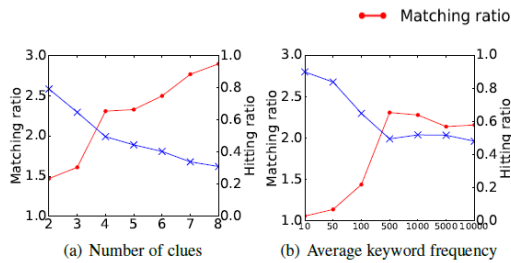 Matching ratio
3.0
2.5
2.0
1.5
1.0
Matching ratio
2 3 4 5 6 7 8
1.0
0.8
0.6
0.4
0.2
0.0
Hitting ratio
(a) Number of clues
3.0
2.5
2.0
1.5
1.0
Matching ratio
10 50 100 500 1000 5000 10000
1.0
0.8
0.6
0.4
0.2
0.0
Hitting ratio
(b) Average keyword frequency